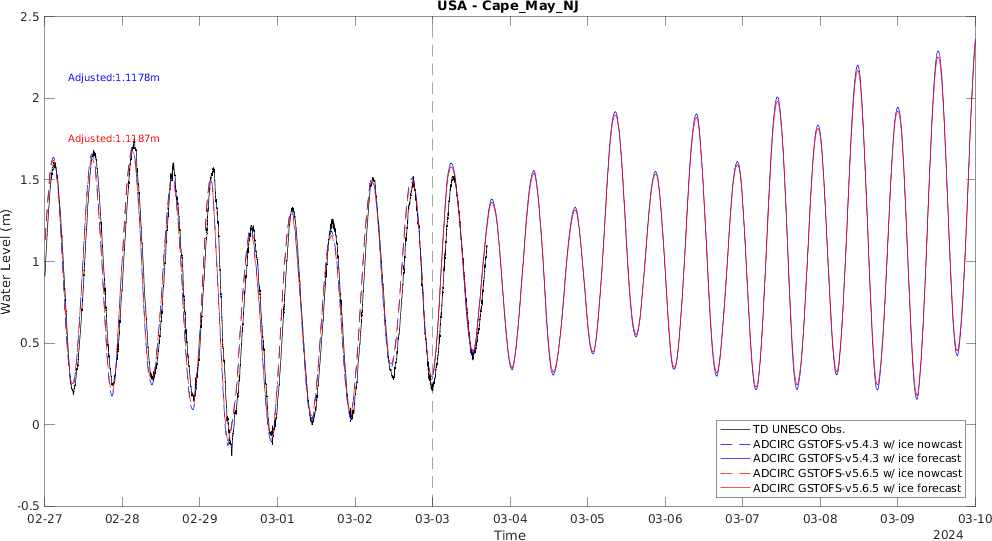 USA - Cape_May_NJ
2.5
2
1.5
1
0.5
0
-0.5
Water Level (m)
Adjusted:1.1178m
Adjusted:1.1187m
TD UNESCO Obs.
ADCIRC GSTOFS-v5.4.3 w/ ice nowcast
ADCIRC GSTOFS-v5.4.3 w/ ice forecast
ADCIRC GSTOFS-v5.6.5 w/ ice nowcast
ADCIRC GSTOFS-v5.6.5 w/ ice forecast
02-27 02-28 02-29 03-01 03-02 03-03 03-04 03-05 03-06 03-07 03-08 03-09 03-10
Time
2024